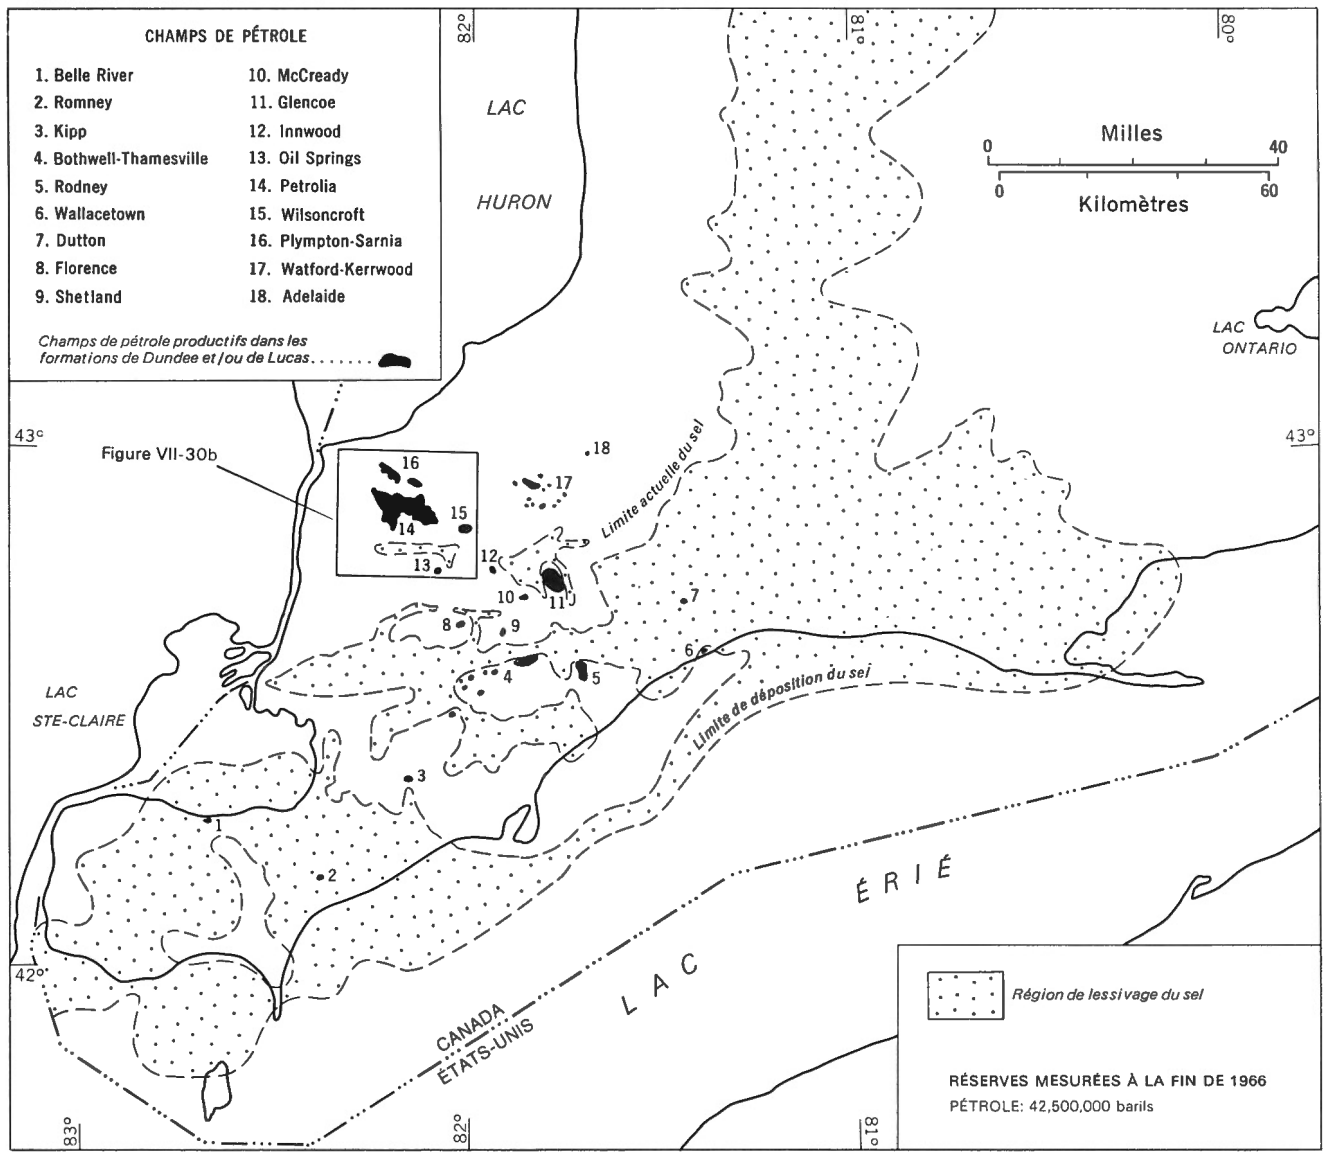 CHAMPS DE PÉTROLE
1. Belle River
2. Romney
3. Kipp
4. Bothwell-Thamesville
5. Rodney
6. Wallacetown
7. Dutton
8. Florence
9. Shetland
10. McCready
11. Glencoe
12. Innwood
13. Oil Springs
14. Petrolia
15. Wilsoncroft
16. Plympton-Sarnia
17. Watford-Kerrwood
18. Adelaide
Champs de pétrole productifs dans les
formations de Dundee et/ou de Lucas.......
82°
81°
80°
LAC
HURON
Milles
0
40
0
60
Kilomètres
LAC
ONTARIO
43°
43°
Figure VII-30b
16
14
15
13
18
17
12
10
11
Limite actuelle du sel
8
9
7
6
4
5
LAC
STE-CLAIRE
Limite de déposition du sel
3
1
2
LAC ÉRIÉ
42°
CANADA
ÉTATS-UNIS
83°
82°
81°
Région de lessivage du sel
RÉSERVES MESURÉES À LA FIN DE 1966
PÉTROLE: 42,500,000 barils